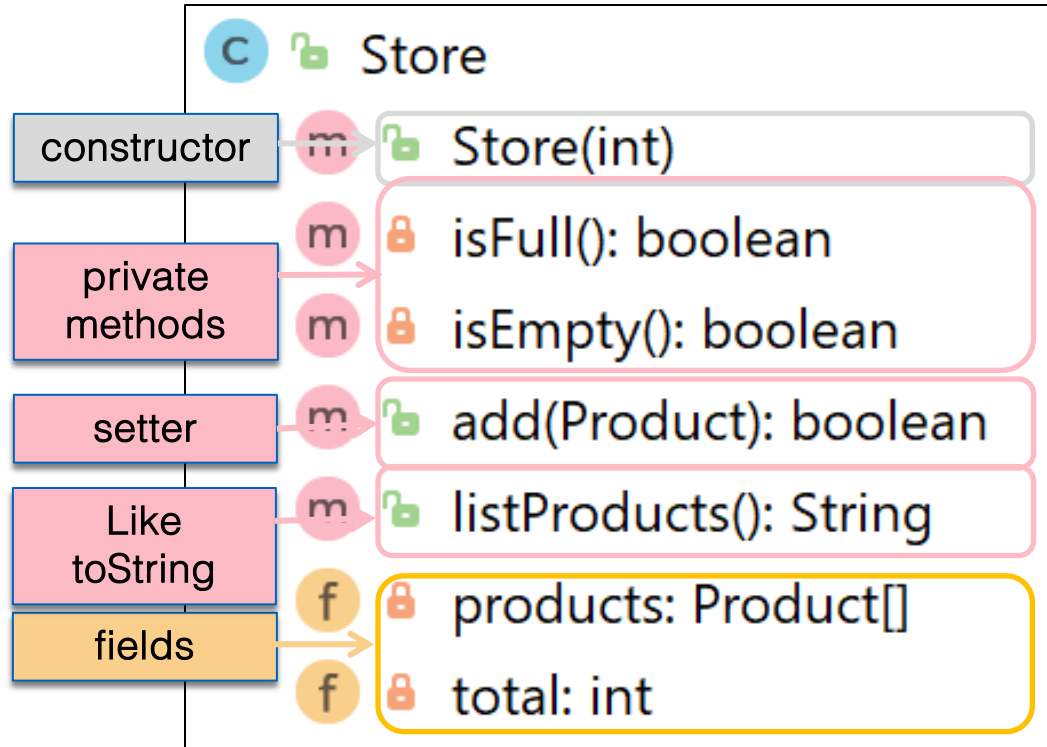 C Store
constructor
m Store(int)
m isFull(): boolean
private
methods
m isEmpty(): boolean
setter
m add(Product): boolean
Like
toString
m listProducts(): String
f products: Product[]
fields
f total: int